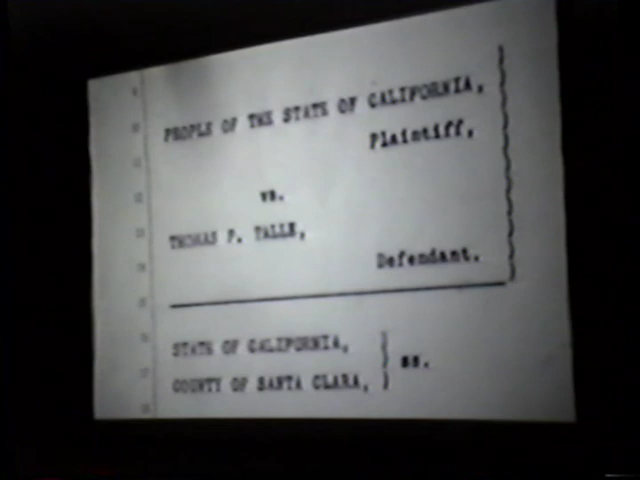 PEOPLE OF THE STATE OF CALIFORNIA,
Plaintiff,
vs.
THOMAS P. TALLE,
Defendant.
STATE OF CALIFORNIA,
COUNTY OF SANTA CLARA,
ss.